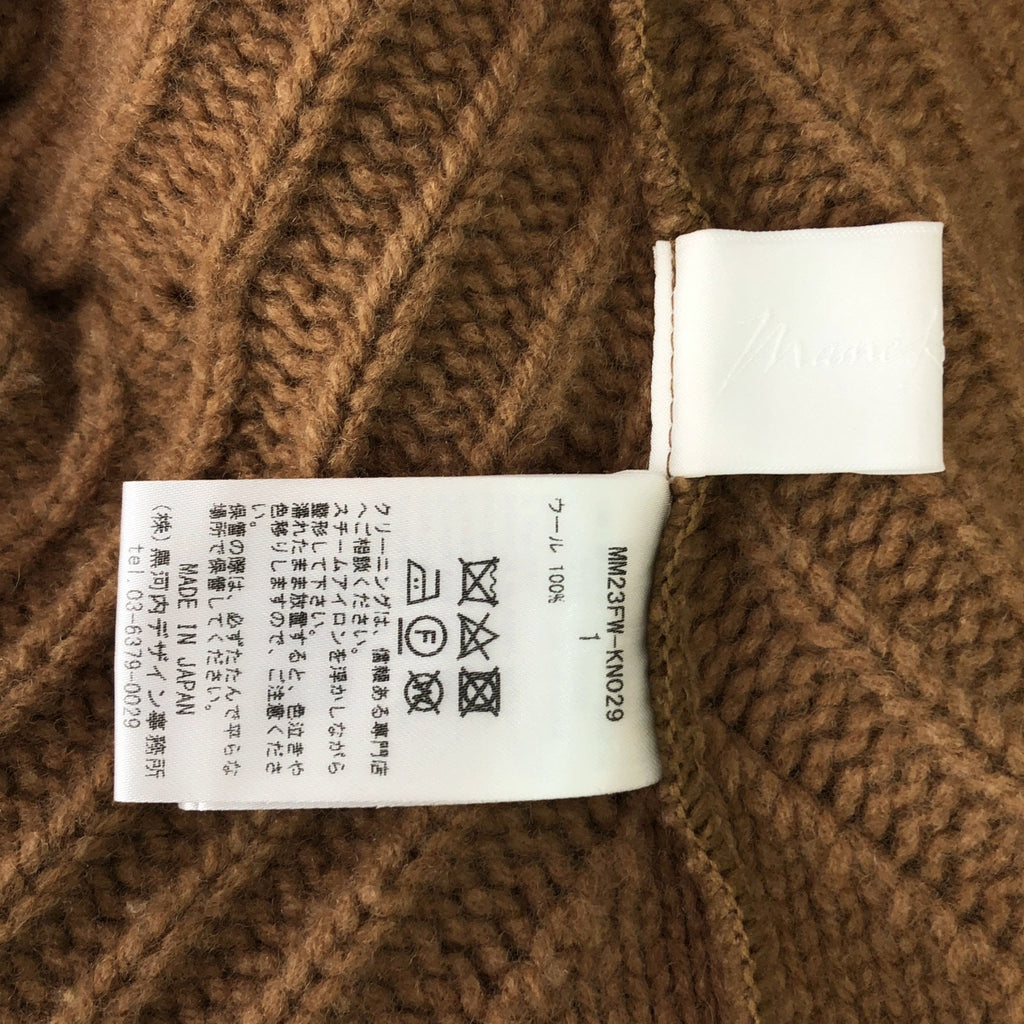 MM23FW-KN029
1
ウール 100%
クリーニングは、信頼ある専門店
へご相談ください。
スチームアイロンを浮かしながら
整形して下さい。
濡れたまま放置すると、色泣きや
色移りしますので、ご注意くださ
い。
保管の際は、必ずたたんで平らな
場所で保管してください。
MADE IN JAPAN
(株)黒河内デザイン事務所
tel.03-6379-0029
F
W
Mame K